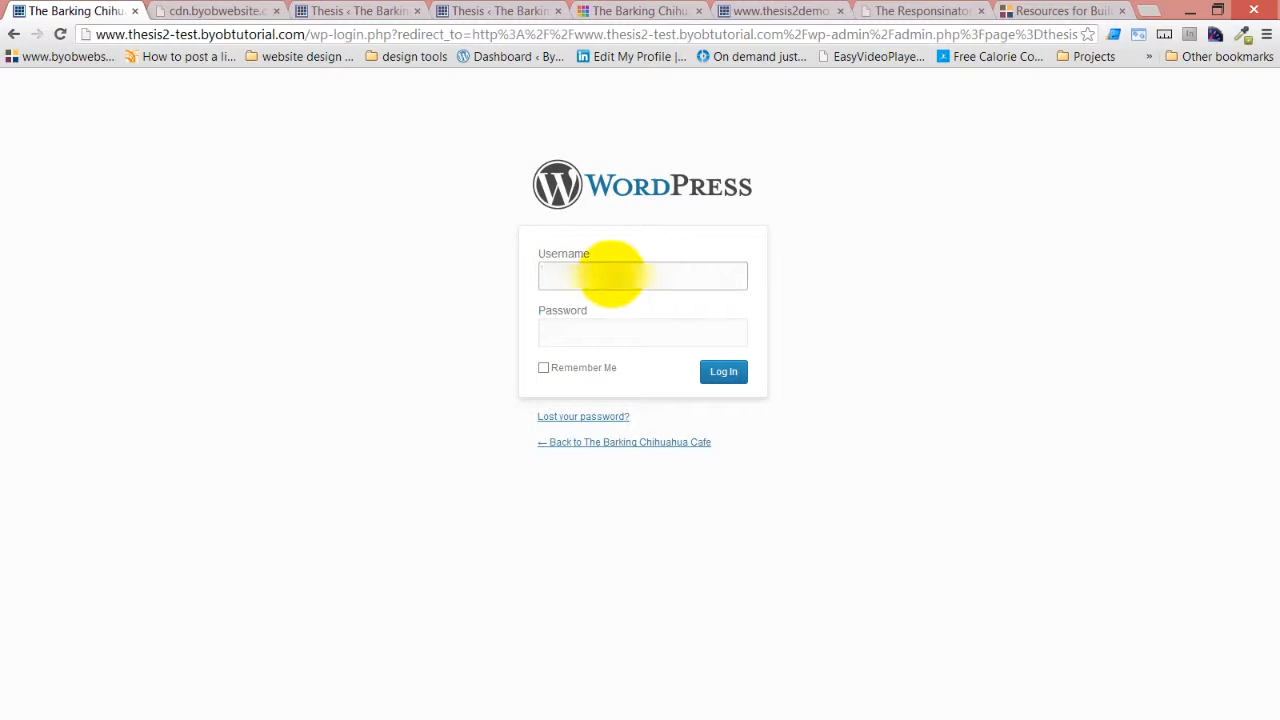 The Barking Chihu
cdn.byobwebsite.c
Thesis ‹ The Barkin
Thesis ‹ The Barkin
The Barking Chihu
www.thesis2demo
The Responsinator
Resources for Buil
www.thesis2-test.byobtutorial.com/wp-login.php?redirect_to=http%3A%2F%2Fwww.thesis2-test.byobtutorial.com%2Fwp-admin%2Fadmin.php%3Fpage%3Dthesis
www.byobwebs...
How to post a li...
website design ...
design tools
Dashboard ‹ By...
Edit My Profile |...
On demand just...
EasyVideoPlaye...
Free Calorie Co...
Projects
»
Other bookmarks
WORDPRESS
Username
Password
Remember Me
Log In
Lost your password?
← Back to The Barking Chihuahua Cafe